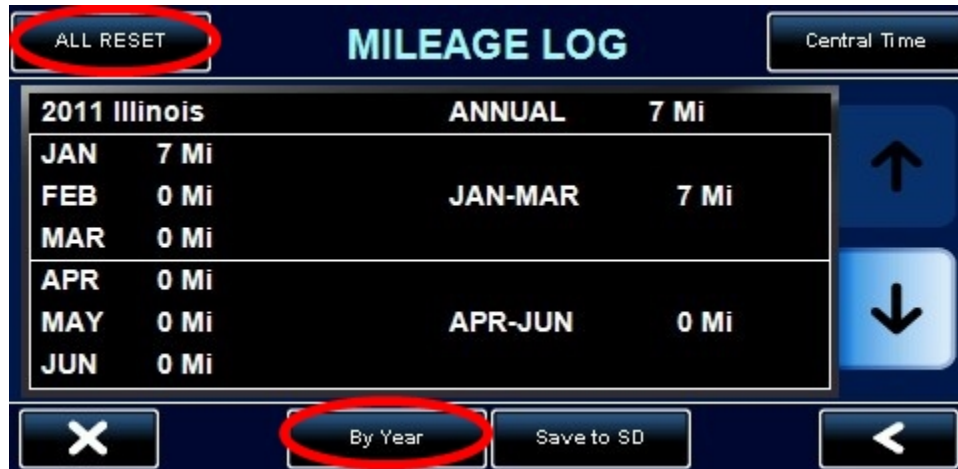 ALL RESET MILEAGE LOG Central Time
2011 Illinois ANNUAL 7 Mi
JAN 7 Mi
FEB 0 Mi JAN-MAR 7 Mi
MAR 0 Mi
APR 0 Mi
MAY 0 Mi APR-JUN 0 Mi
JUN 0 Mi
By Year Save to SD